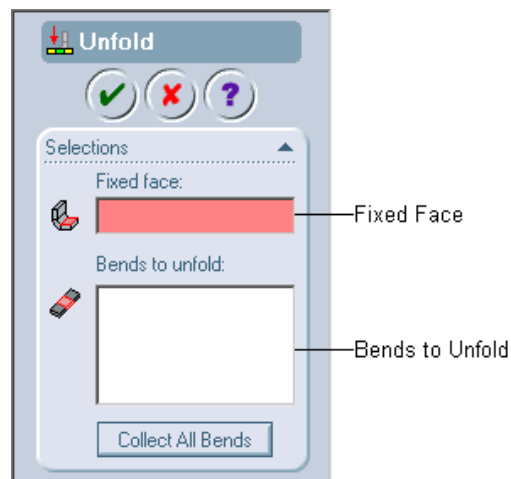 Unfold
?
Selections
Fixed face:
Fixed Face
Bends to unfold:
Bends to Unfold
Collect All Bends